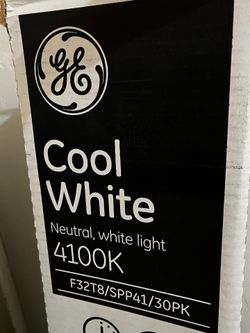 GE
Cool
White
Neutral, white light
4100K
F32T8/SPP41/30PK